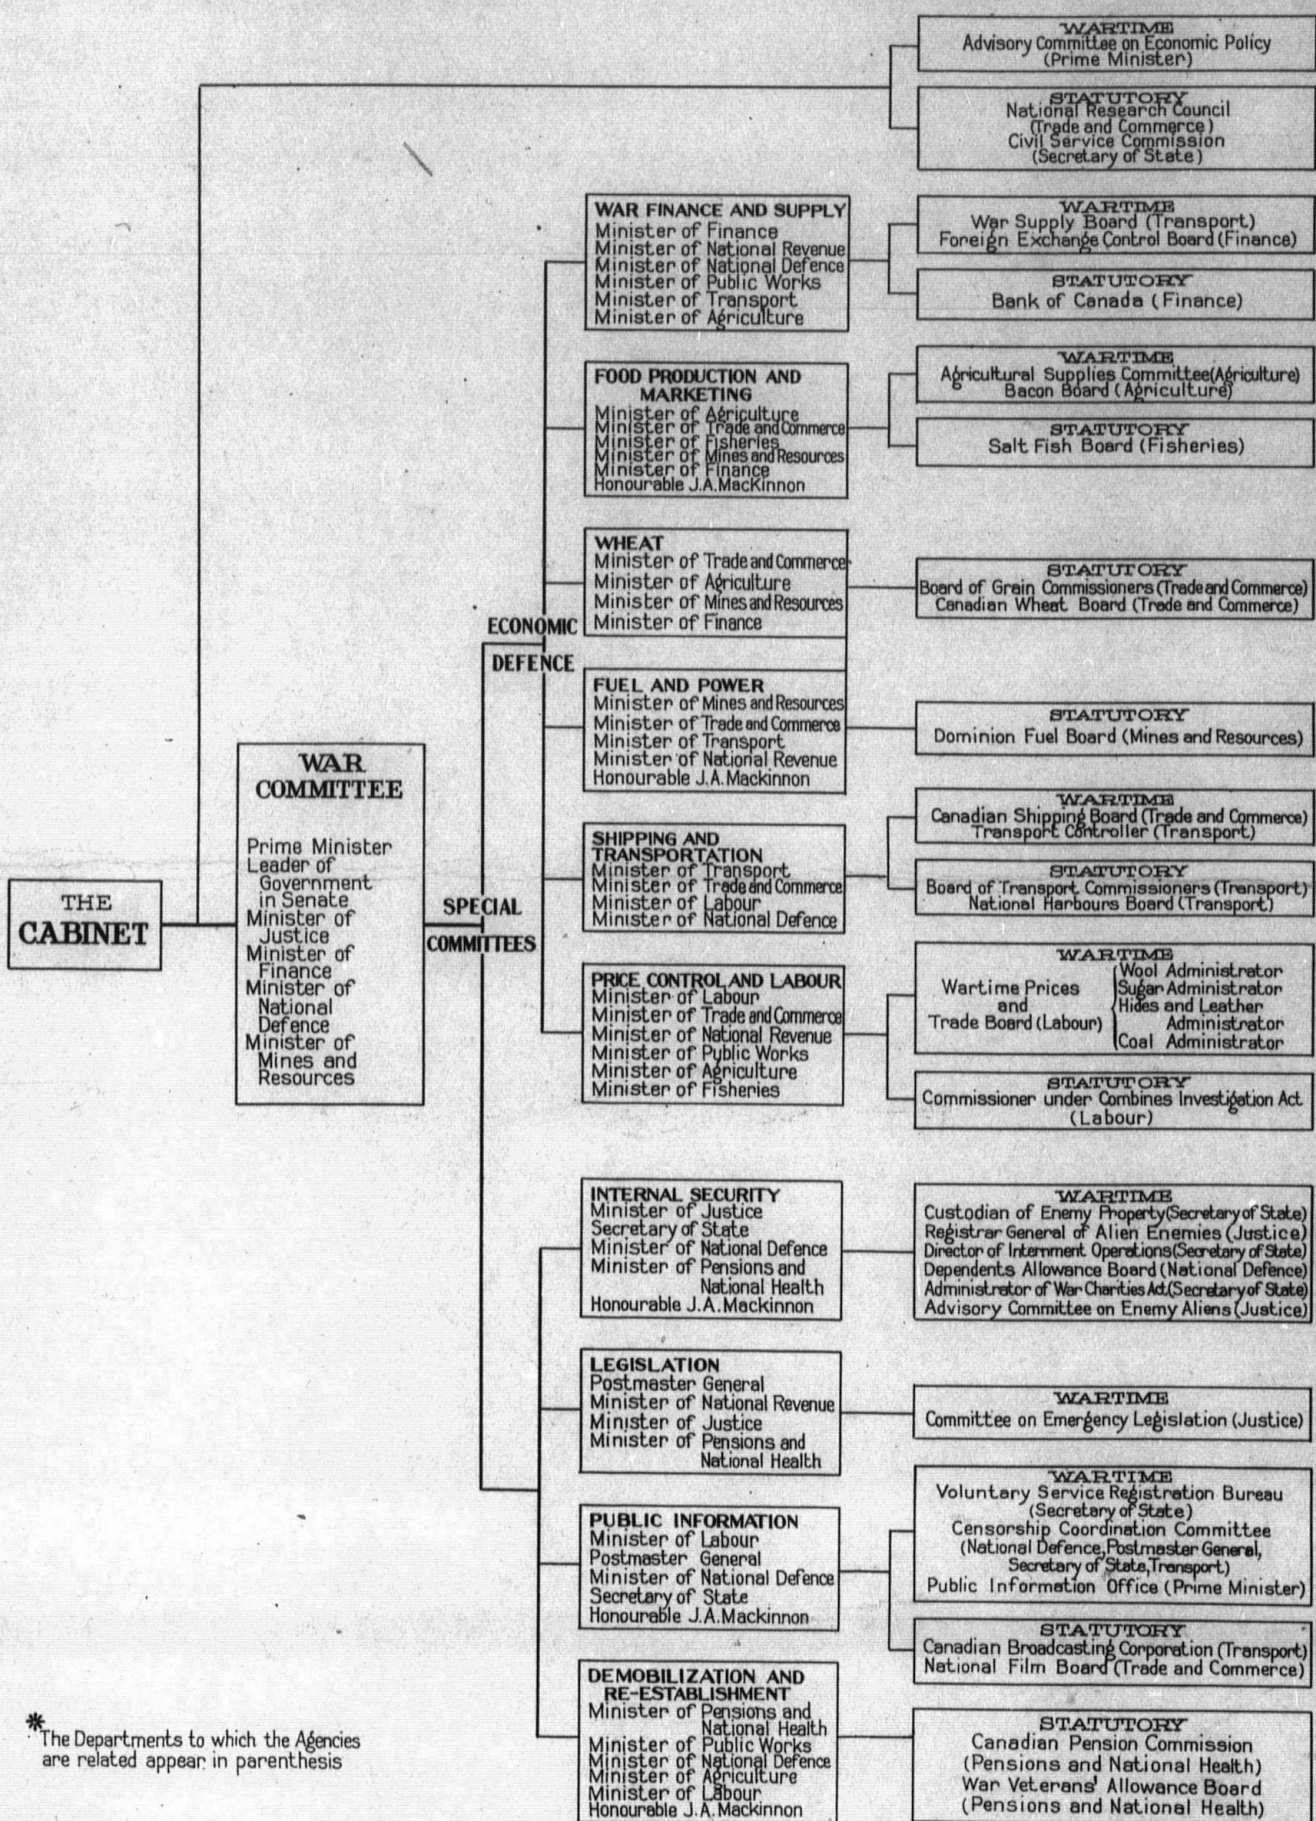 WARTIME
Advisory Committee on Economic Policy
(Prime Minister)
STATUTORY
National Research Council
(Trade and Commerce)
Civil Service Commission
(Secretary of State)
THE
CABINET
WAR
COMMITTEE
Prime Minister
Leader of
Government
in Senate
Minister of
Justice
Minister of
Finance
Minister of
National
Defence
Minister of
Mines and
Resources
SPECIAL
COMMITTEES
ECONOMIC
DEFENCE
WAR FINANCE AND SUPPLY
Minister of Finance
Minister of National Revenue
Minister of National Defence
Minister of Public Works
Minister of Transport
Minister of Agriculture
WARTIME
War Supply Board (Transport)
Foreign Exchange Control Board (Finance)
STATUTORY
Bank of Canada (Finance)
FOOD PRODUCTION AND
MARKETING
Minister of Agriculture
Minister of Trade and Commerce
Minister of Fisheries
Minister of Mines and Resources
Minister of Finance
Honourable J.A.MacKinnon
WARTIME
Agricultural Supplies Committee(Agriculture)
Bacon Board (Agriculture)
STATUTORY
Salt Fish Board (Fisheries)
WHEAT
Minister of Trade and Commerce
Minister of Agriculture
Minister of Mines and Resources
Minister of Finance
STATUTORY
Board of Grain Commissioners (Trade and Commerce)
Canadian Wheat Board (Trade and Commerce)
FUEL AND POWER
Minister of Mines and Resources
Minister of Trade and Commerce
Minister of Transport
Minister of National Revenue
Honourable J.A.Mackinnon
STATUTORY
Dominion Fuel Board (Mines and Resources)
SHIPPING AND
TRANSPORTATION
Minister of Transport
Minister of Trade and Commerce
Minister of Labour
Minister of National Defence
WARTIME
Canadian Shipping Board (Trade and Commerce)
Transport Controller (Transport)
STATUTORY
Board of Transport Commissioners (Transport)
National Harbours Board (Transport)
PRICE CONTROL AND LABOUR
Minister of Labour
Minister of Trade and Commerce
Minister of National Revenue
Minister of Public Works
Minister of Agriculture
Minister of Fisheries
WARTIME
Wartime Prices
and
Trade Board (Labour)
Wool Administrator
Sugar Administrator
Hides and Leather
Administrator
Coal Administrator
STATUTORY
Commissioner under Combines Investigation Act
(Labour)
INTERNAL SECURITY
Minister of Justice
Secretary of State
Minister of National Defence
Minister of Pensions and
National Health
Honourable J.A.Mackinnon
WARTIME
Custodian of Enemy Property(Secretary of State)
Registrar General of Alien Enemies (Justice)
Director of Internment Operations(Secretary of State)
Dependents Allowance Board (National Defence)
Administrator of War Charities Act(Secretary of State)
Advisory Committee on Enemy Aliens (Justice)
LEGISLATION
Postmaster General
Minister of National Revenue
Minister of Justice
Minister of Pensions and
National Health
WARTIME
Committee on Emergency Legislation (Justice)
PUBLIC INFORMATION
Minister of Labour
Postmaster General
Minister of National Defence
Secretary of State
Honourable J.A.Mackinnon
WARTIME
Voluntary Service Registration Bureau
(Secretary of State)
Censorship Coordination Committee
(National Defence, Postmaster General,
Secretary of State, Transport)
Public Information Office (Prime Minister)
STATUTORY
Canadian Broadcasting Corporation (Transport)
National Film Board (Trade and Commerce)
DEMOBILIZATION AND
RE-ESTABLISHMENT
Minister of Pensions and
National Health
Minister of Public Works
Minister of National Defence
Minister of Agriculture
Minister of Labour
Honourable J.A.Mackinnon
STATUTORY
Canadian Pension Commission
(Pensions and National Health)
War Veterans' Allowance Board
(Pensions and National Health)
* The Departments to which the Agencies
are related appear in parenthesis